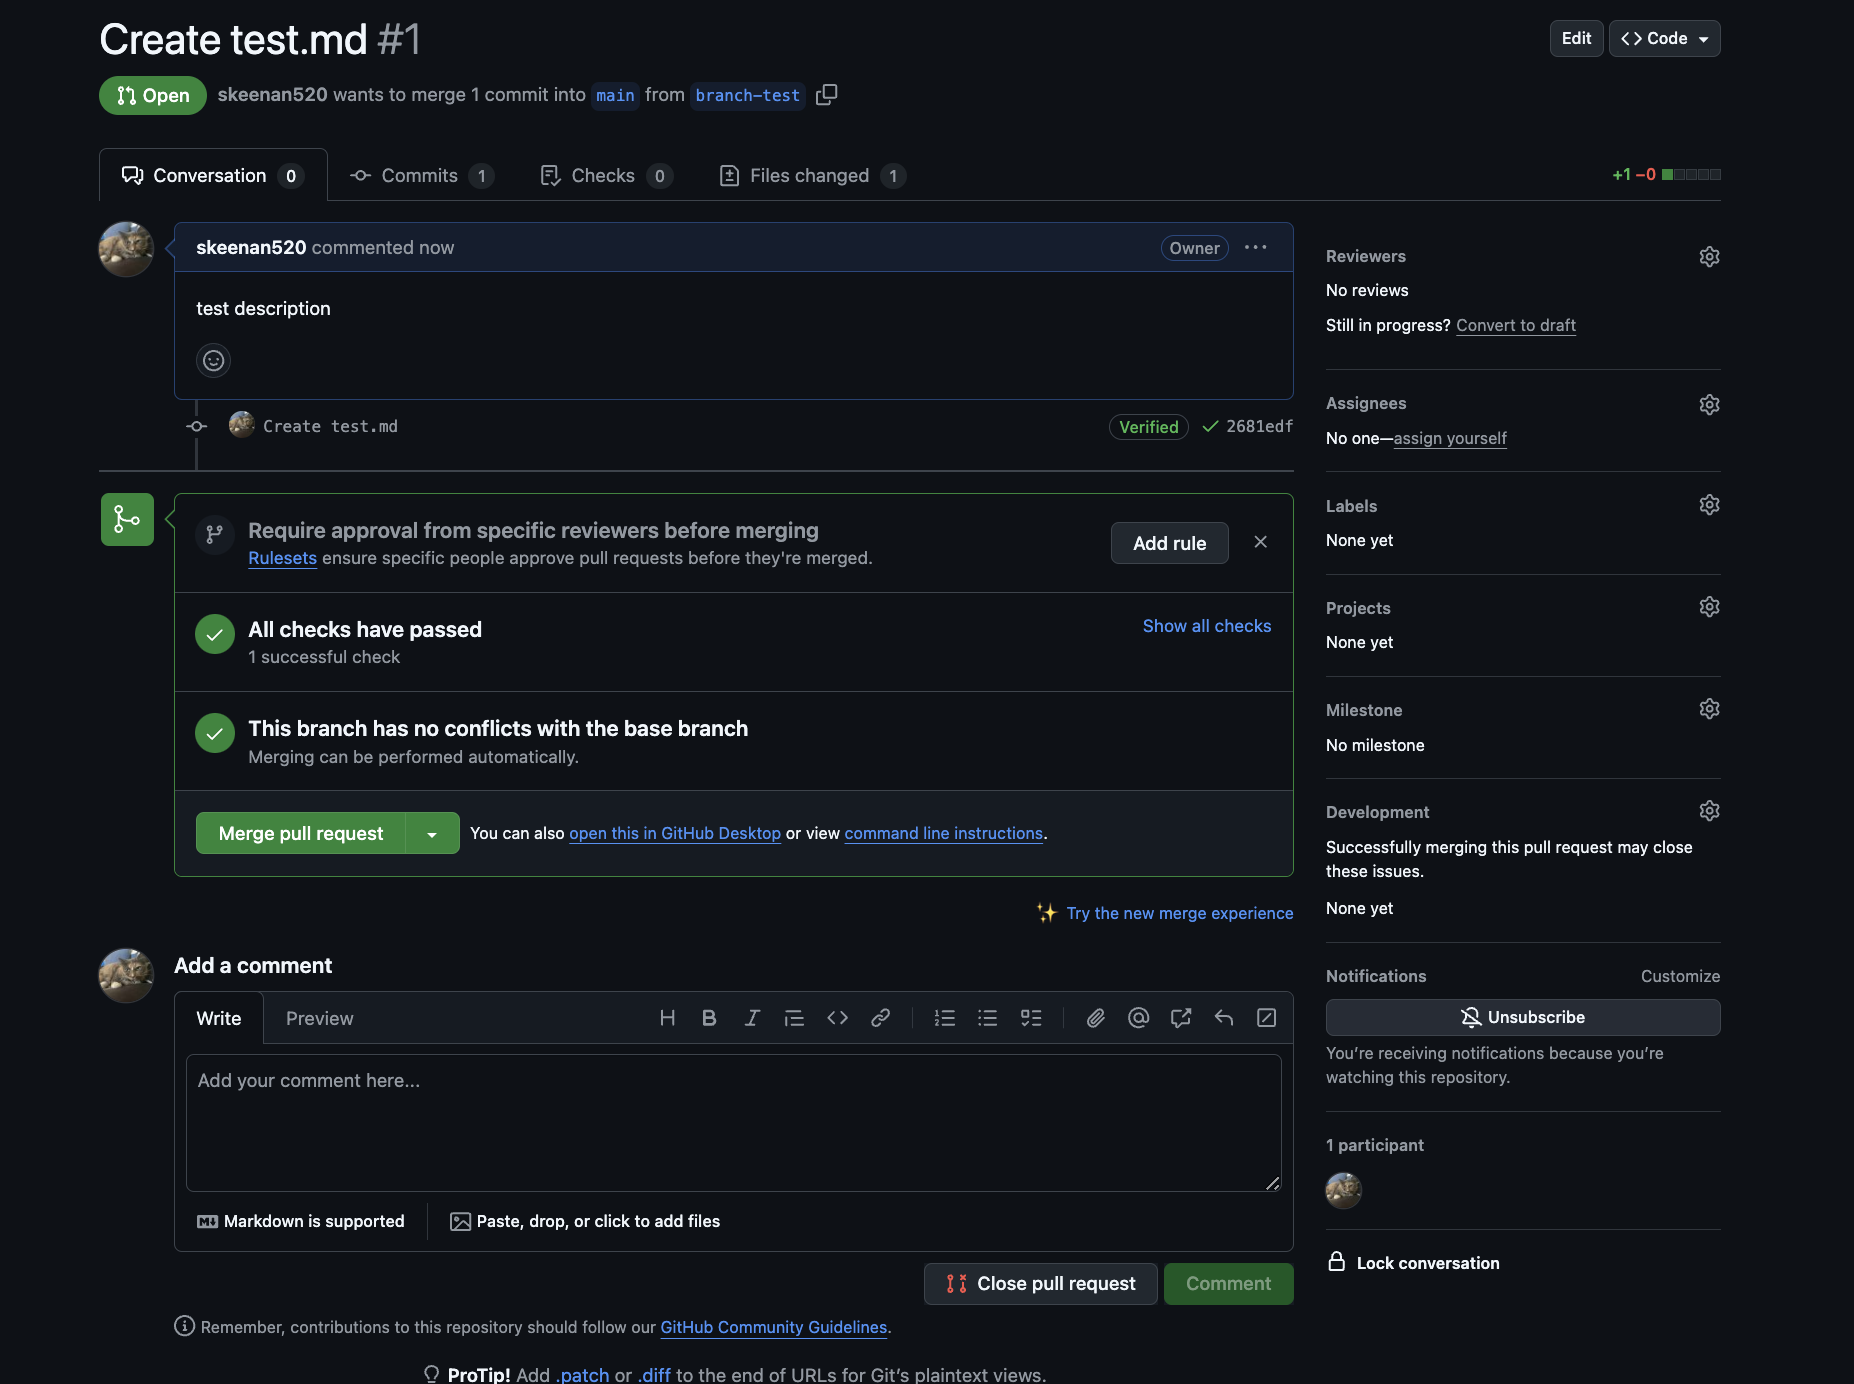 Create test.md #1
Edit
Code
Open
skeenan520 wants to merge 1 commit into main from branch-test
Conversation 0
Commits 1
Checks 0
Files changed 1
+1 −0
skeenan520 commented now
Owner
test description
Create test.md
Verified
2681edf
Require approval from specific reviewers before merging
Rulesets ensure specific people approve pull requests before they're merged.
Add rule
All checks have passed
1 successful check
Show all checks
This branch has no conflicts with the base branch
Merging can be performed automatically.
Merge pull request
You can also open this in GitHub Desktop or view command line instructions.
Try the new merge experience
Add a comment
Write
Preview
Add your comment here...
Markdown is supported
Paste, drop, or click to add files
Close pull request
Comment
Remember, contributions to this repository should follow our GitHub Community Guidelines.
ProTip! Add .patch or .diff to the end of URLs for Git's plaintext views.
Reviewers
No reviews
Still in progress? Convert to draft
Assignees
No one—assign yourself
Labels
None yet
Projects
None yet
Milestone
No milestone
Development
Successfully merging this pull request may close
these issues.
None yet
Notifications
Customize
Unsubscribe
You're receiving notifications because you're
watching this repository.
1 participant
Lock conversation